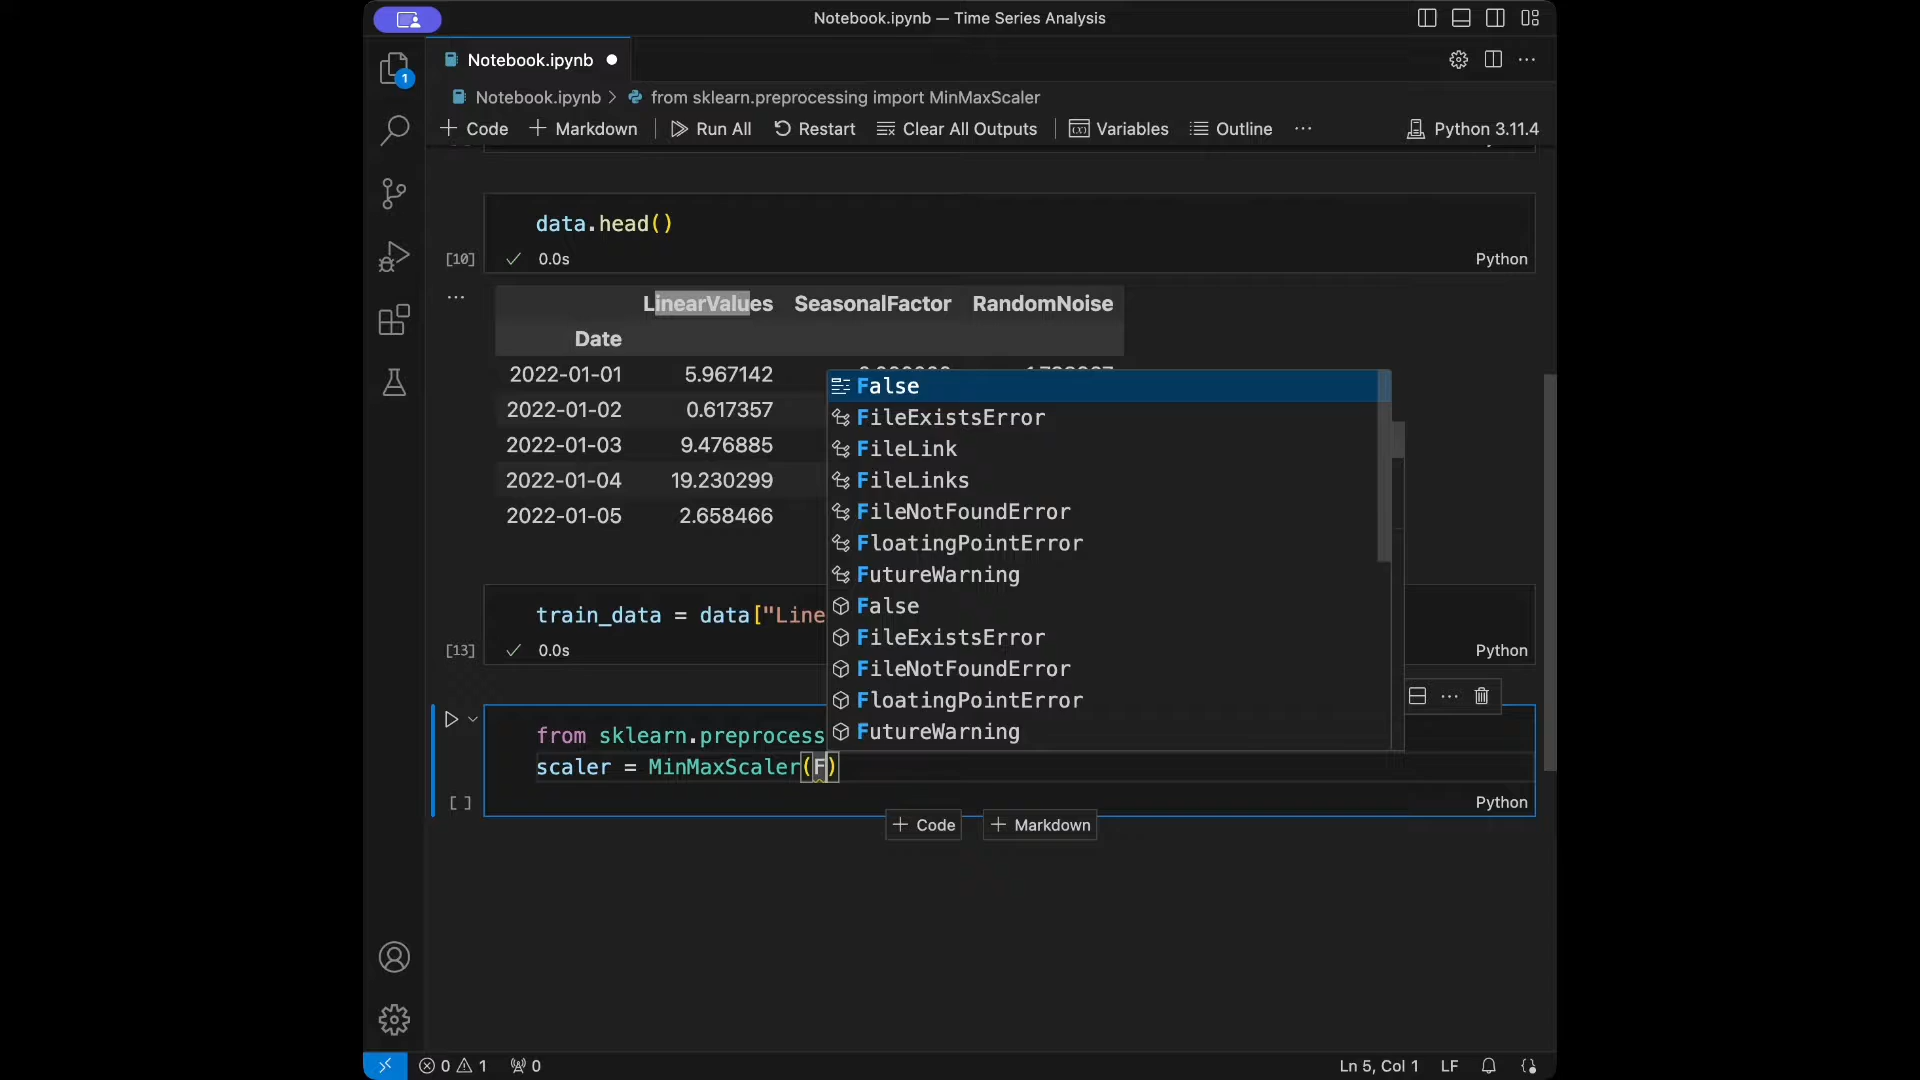 Notebook.ipynb — Time Series Analysis
Notebook.ipynb
1
Notebook.ipynb > from sklearn.preprocessing import MinMaxScaler
+ Code + Markdown Run All Restart Clear All Outputs Variables Outline ··· Python 3.11.4
data.head()
[10] ✓ 0.0s Python
···
LinearValues SeasonalFactor RandomNoise
Date
2022-01-01 5.967142
2022-01-02 0.617357
2022-01-03 9.476885
2022-01-04 19.230299
2022-01-05 2.658466
False
FileExistsError
FileLink
FileLinks
FileNotFoundError
FloatingPointError
FutureWarning
False
FileExistsError
FileNotFoundError
FloatingPointError
FutureWarning
train_data = data["Line
[13] ✓ 0.0s Python
from sklearn.preprocess
scaler = MinMaxScaler(F)
[ ] Python
+ Code + Markdown
0 1 0 Ln 5, Col 1 LF